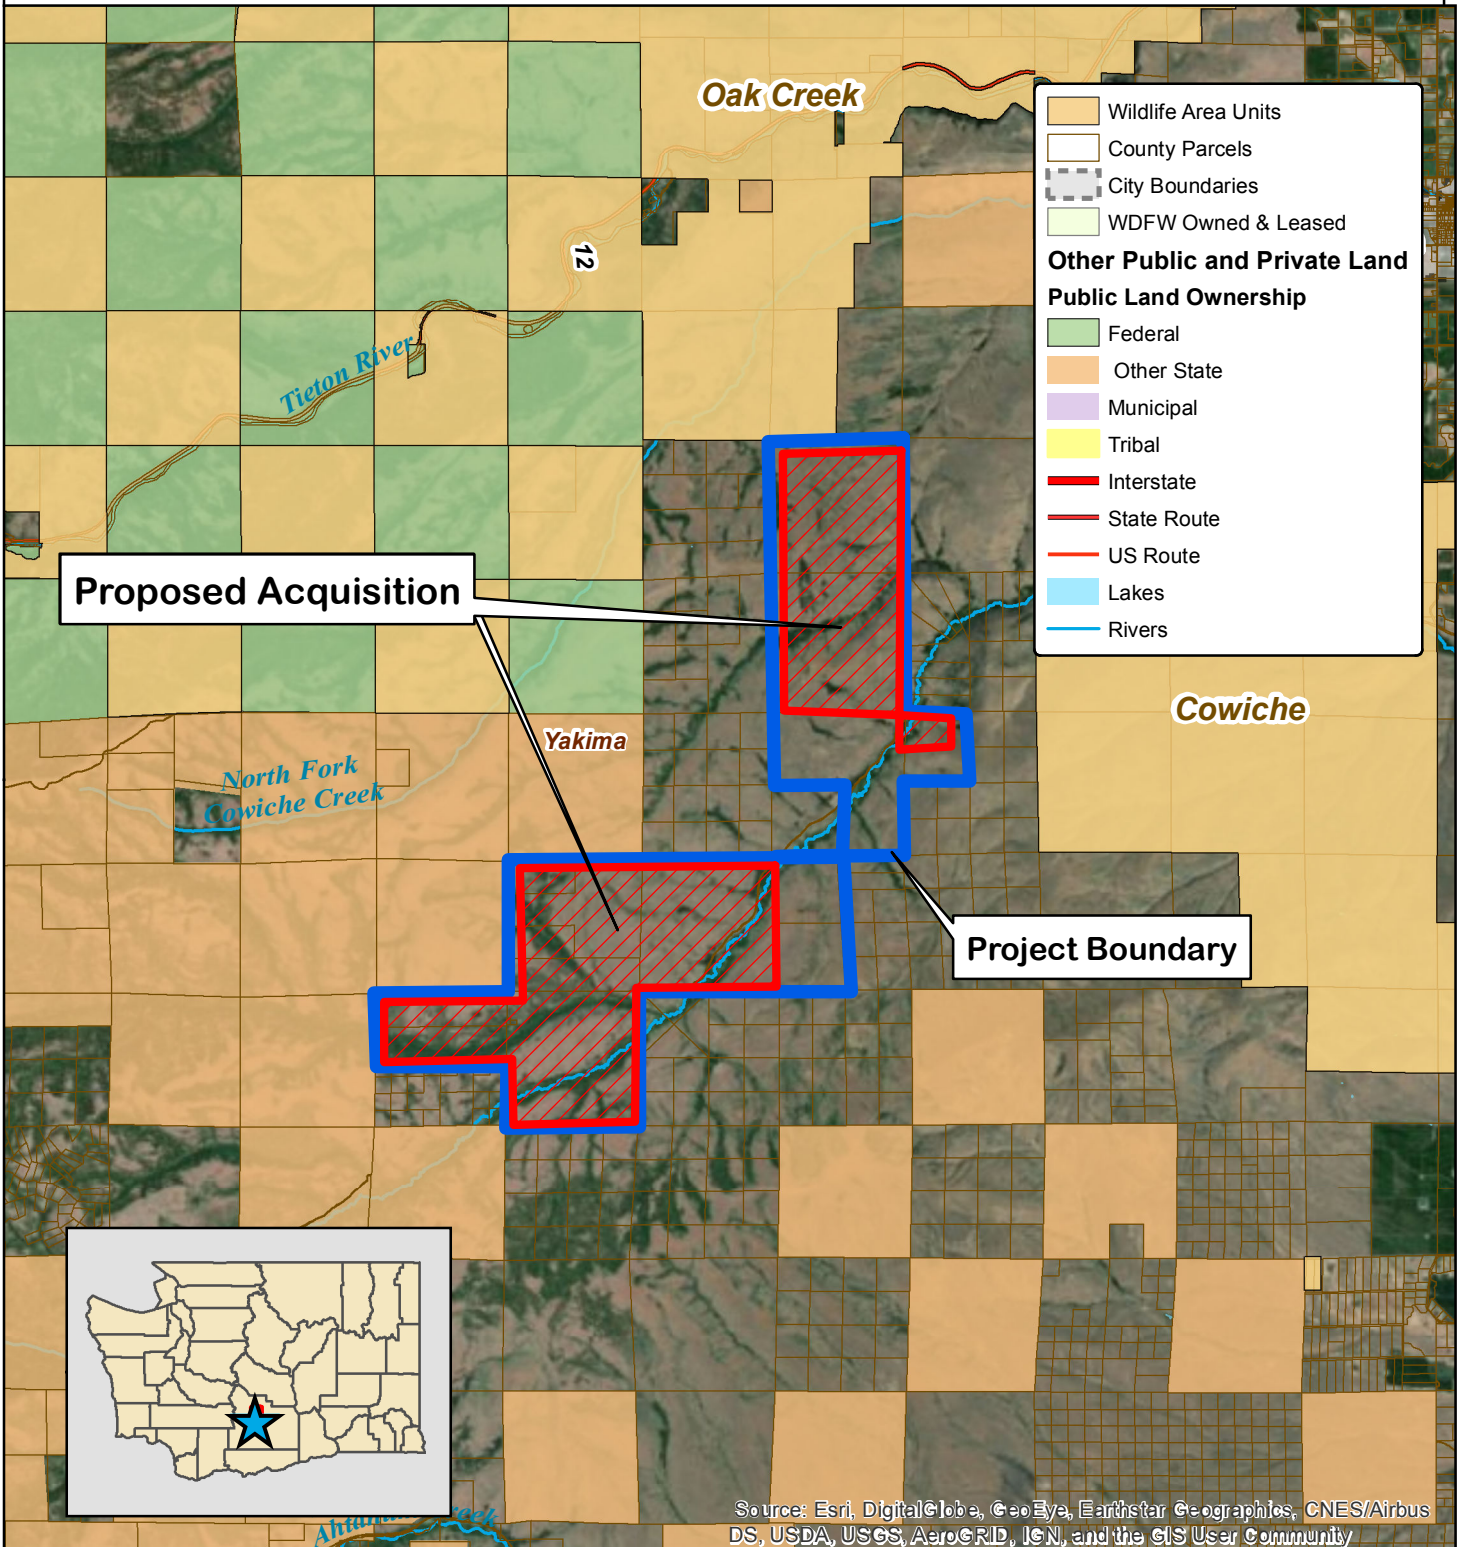 Oak Creek
12
Tieton River
Wildlife Area Units
County Parcels
City Boundaries
WDFW Owned & Leased
Other Public and Private Land
Public Land Ownership
Federal
Other State
Municipal
Tribal
Interstate
State Route
US Route
Lakes
Rivers
Proposed Acquisition
Cowiche
Yakima
North Fork
Cowiche Creek
Project Boundary
Source: Esri, DigitalGlobe, GeoEye, Earthstar Geographics, CNES/Airbus
DS, USDA, USGS, AeroGRID, IGN, and the GIS User Community